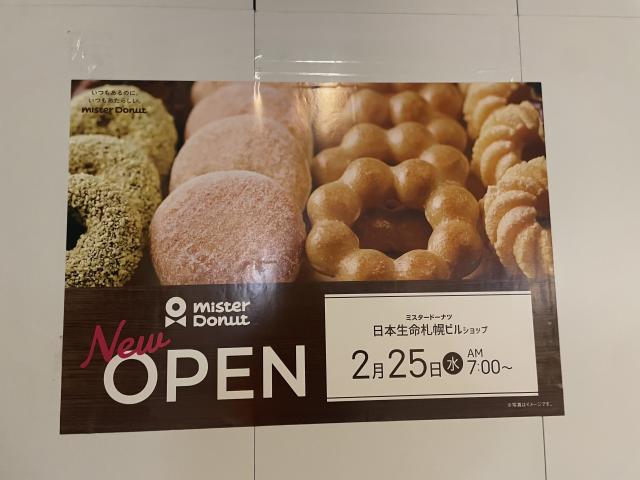 いつもあるのに、
いつもあたらしい。
mister Donut
mister
Donut
New
OPEN
ミスタードーナツ
日本生命札幌ビルショップ
2月25日水 AM 7:00～
※写真はイメージです。